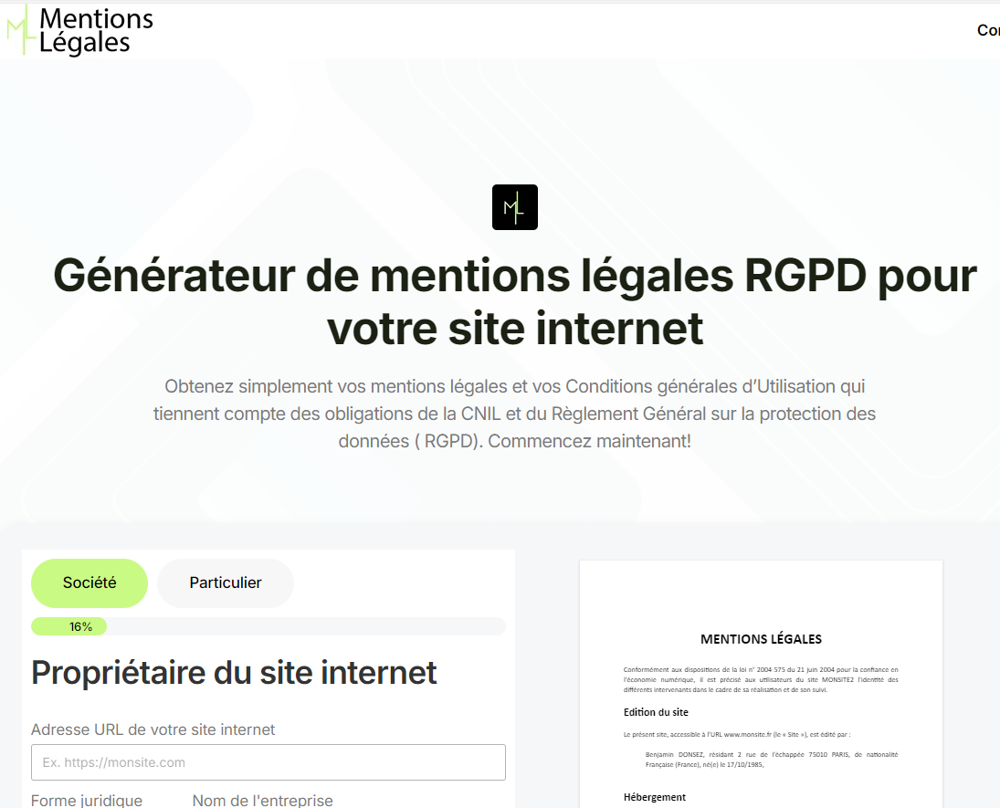 Mentions
Légales
Co
Générateur de mentions légales RGPD pour
votre site internet
Obtenez simplement vos mentions légales et vos Conditions générales d’Utilisation qui
tiennent compte des obligations de la CNIL et du Règlement Général sur la protection des
données ( RGPD). Commencez maintenant!
Société
Particulier
16%
Propriétaire du site internet
Adresse URL de votre site internet
Ex. https://monsite.com
Forme juridique
Nom de l'entreprise
MENTIONS LÉGALES
Conformément aux dispositions de la loi n° 2004 575 du 21 juin 2004 pour la confiance en
l'économie numérique, il est précisé aux utilisateurs du site MONSITEZ l'identité des
différents intervenants dans le cadre de sa réalisation et de son suivi.
Edition du site
Le présent site, accessible à l'URL www.monsite.fr (le « Site »), est édité par :
Benjamin DONSEZ, résidant 2 rue de l'échappée 75010 PARIS, de nationalité
Française (France), né(e) le 17/10/1985,
Hébergement